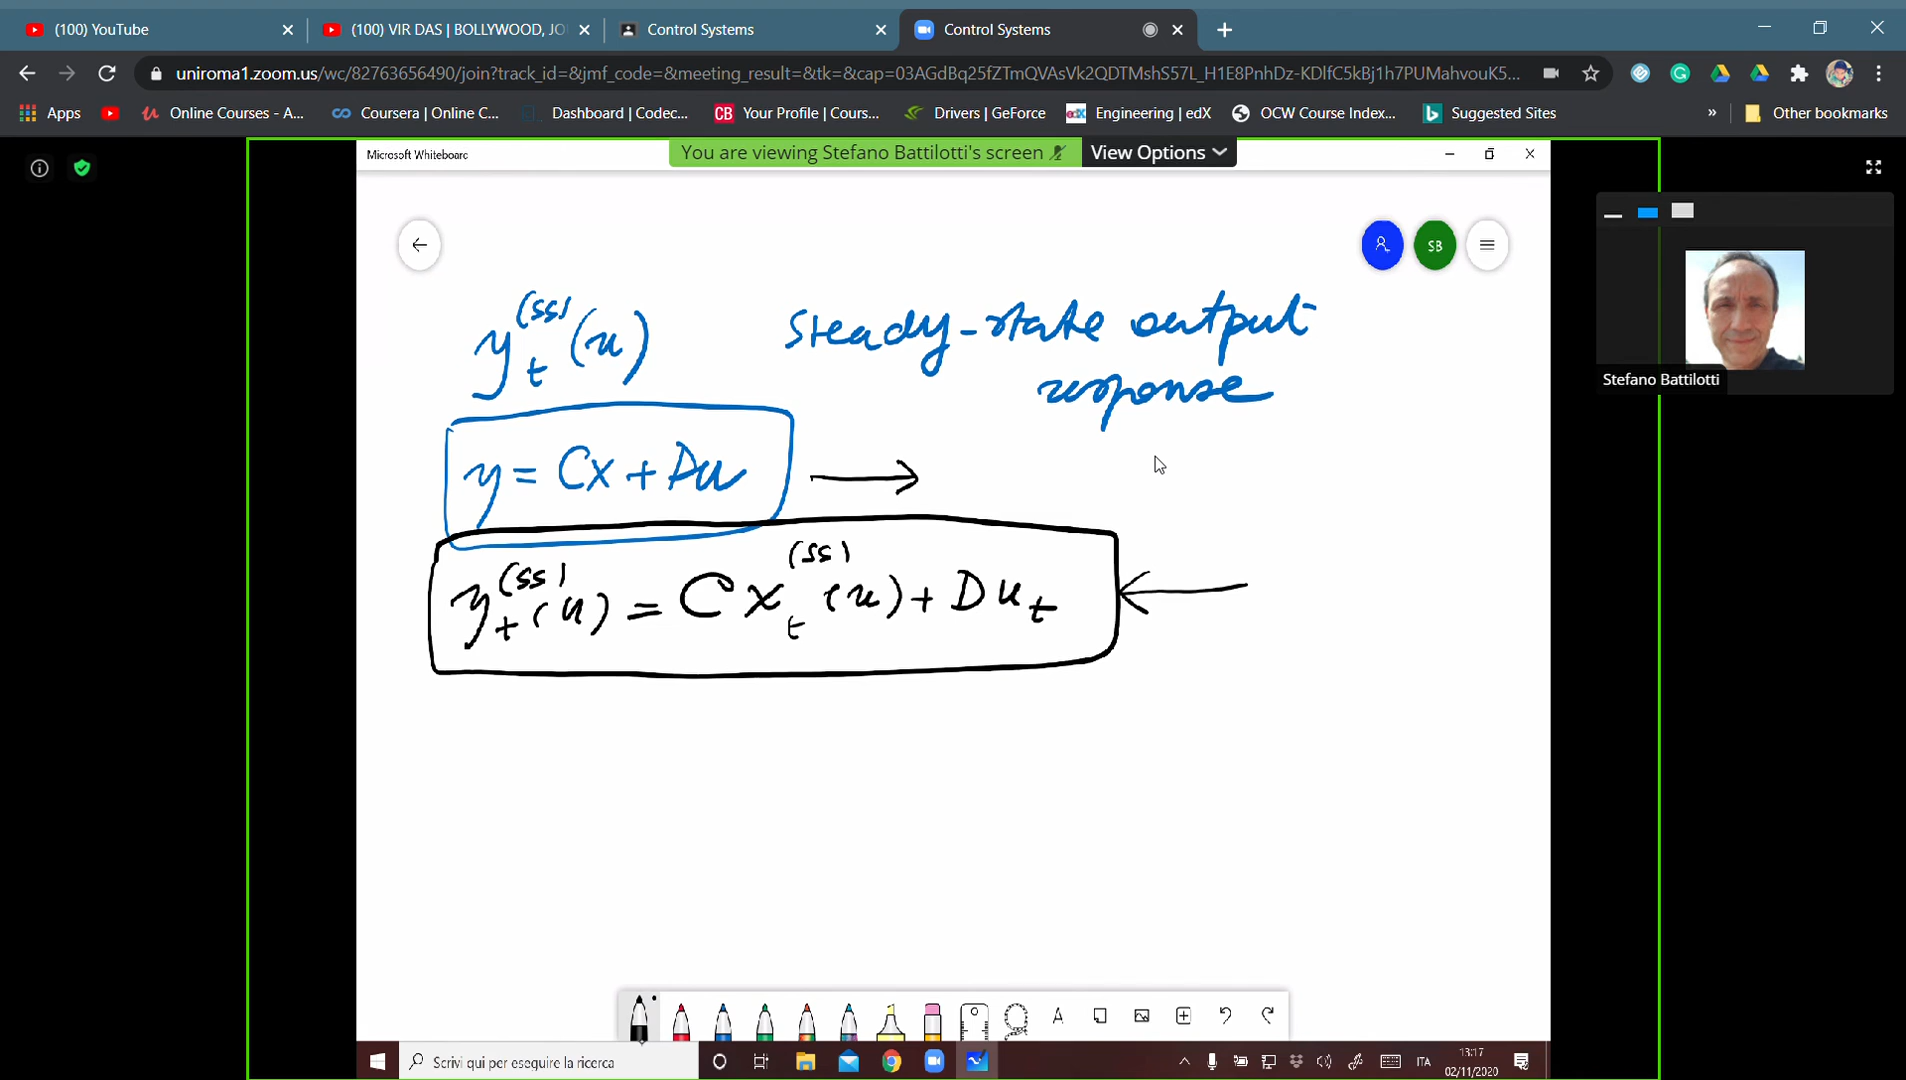 (100) YouTube
(100) VIR DAS | BOLLYWOOD, JO
Control Systems
Control Systems
uniroma1.zoom.us/wc/82763656490/join?track_id=&jmf_code=&meeting_result=&tk=&cap=03AGdBq25fZTmQVAsVk2QDTMshS57L_H1E8PnhDz-KDlfC5kBj1h7PUMahvouK5...
Apps
Online Courses - A...
Coursera | Online C...
Dashboard | Codec...
CB Your Profile | Cours...
Drivers | GeForce
edX Engineering | edX
OCW Course Index...
Suggested Sites
»
Other bookmarks
Microsoft Whiteboard
You are viewing Stefano Battilotti's screen
View Options
SB
y_t^(ss)(u) steady-state output
response
y = Cx + Du →
y_t^(ss)(u) = C x_t^(ss)(u) + D u_t ←
Stefano Battilotti
A
Scrivi qui per eseguire la ricerca
ITA
13:17
02/11/2020